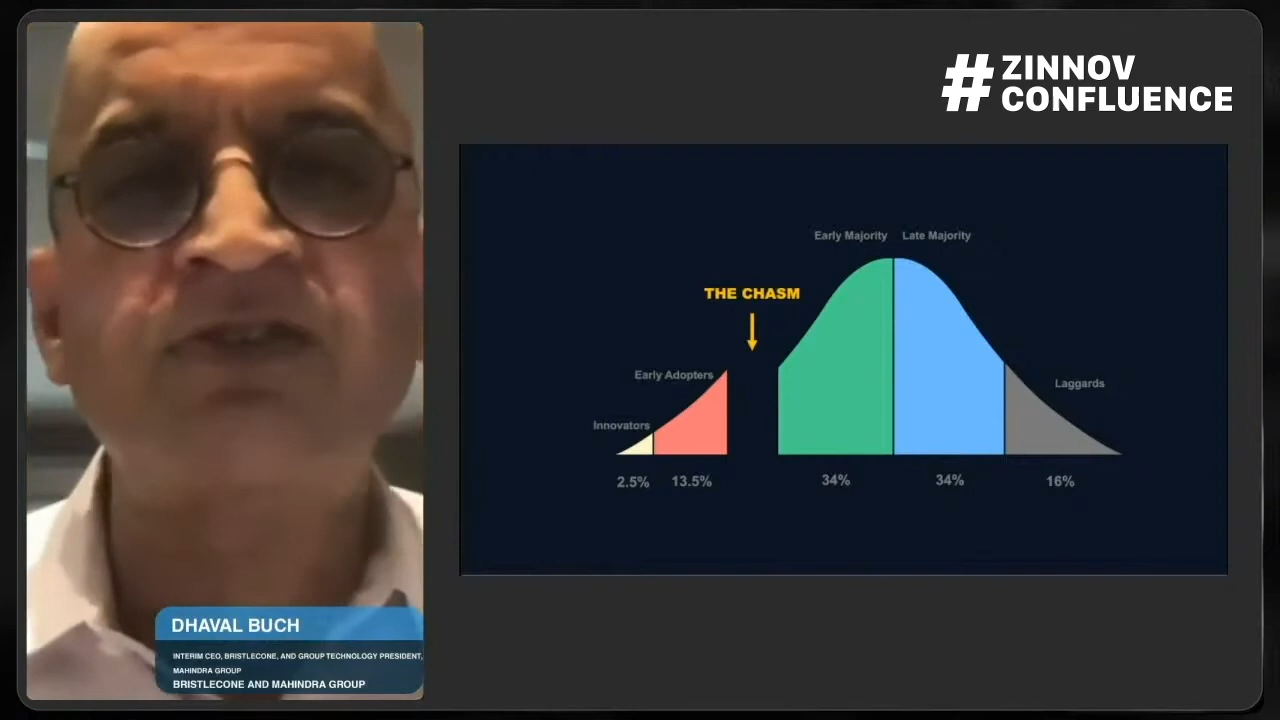 # ZINNOV
CONFLUENCE
Early Majority Late Majority
THE CHASM
Early Adopters
Laggards
Innovators
2.5% 13.5% 34% 34% 16%
DHAVAL BUCH
INTERIM CEO, BRISTLECONE, AND GROUP TECHNOLOGY PRESIDENT,
MAHINDRA GROUP
BRISTLECONE AND MAHINDRA GROUP